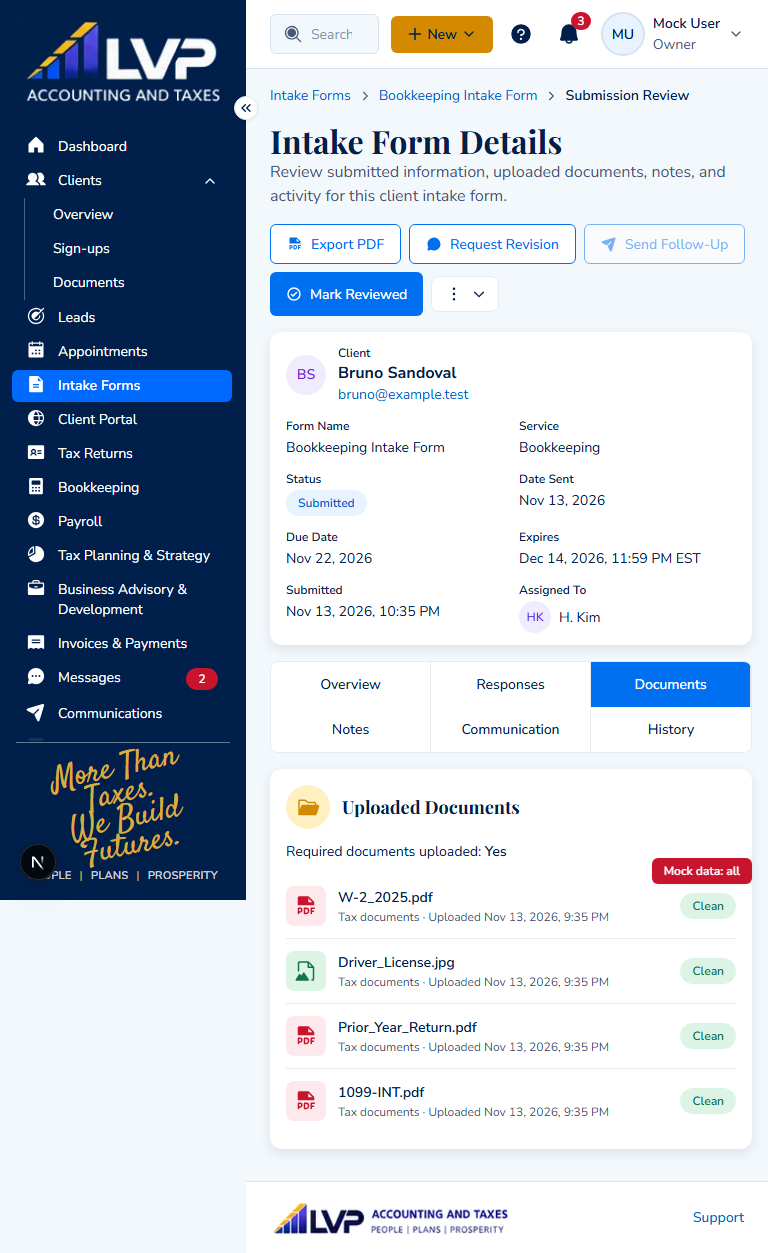 LVP
ACCOUNTING AND TAXES
Dashboard
Clients
Overview
Sign-ups
Documents
Leads
Appointments
Intake Forms
Client Portal
Tax Returns
Bookkeeping
Payroll
Tax Planning & Strategy
Business Advisory &
Development
Invoices & Payments
Messages
2
Communications
More Than
Taxes.
We Build
Futures.
N
PLE | PLANS | PROSPERITY
Search
New
3
MU
Mock User
Owner
Intake Forms
Bookkeeping Intake Form
Submission Review
Intake Form Details
Review submitted information, uploaded documents, notes, and
activity for this client intake form.
PDF
Export PDF
Request Revision
Send Follow-Up
Mark Reviewed
BS
Client
Bruno Sandoval
bruno@example.test
Form Name
Bookkeeping Intake Form
Service
Bookkeeping
Status
Submitted
Date Sent
Nov 13, 2026
Due Date
Nov 22, 2026
Expires
Dec 14, 2026, 11:59 PM EST
Submitted
Nov 13, 2026, 10:35 PM
Assigned To
HK
H. Kim
Overview
Responses
Documents
Notes
Communication
History
Uploaded Documents
Required documents uploaded: Yes
Mock data: all
PDF
W-2_2025.pdf
Tax documents · Uploaded Nov 13, 2026, 9:35 PM
Clean
Driver_License.jpg
Tax documents · Uploaded Nov 13, 2026, 9:35 PM
Clean
PDF
Prior_Year_Return.pdf
Tax documents · Uploaded Nov 13, 2026, 9:35 PM
Clean
PDF
1099-INT.pdf
Tax documents · Uploaded Nov 13, 2026, 9:35 PM
Clean
LVP
ACCOUNTING AND TAXES
PEOPLE | PLANS | PROSPERITY
Support